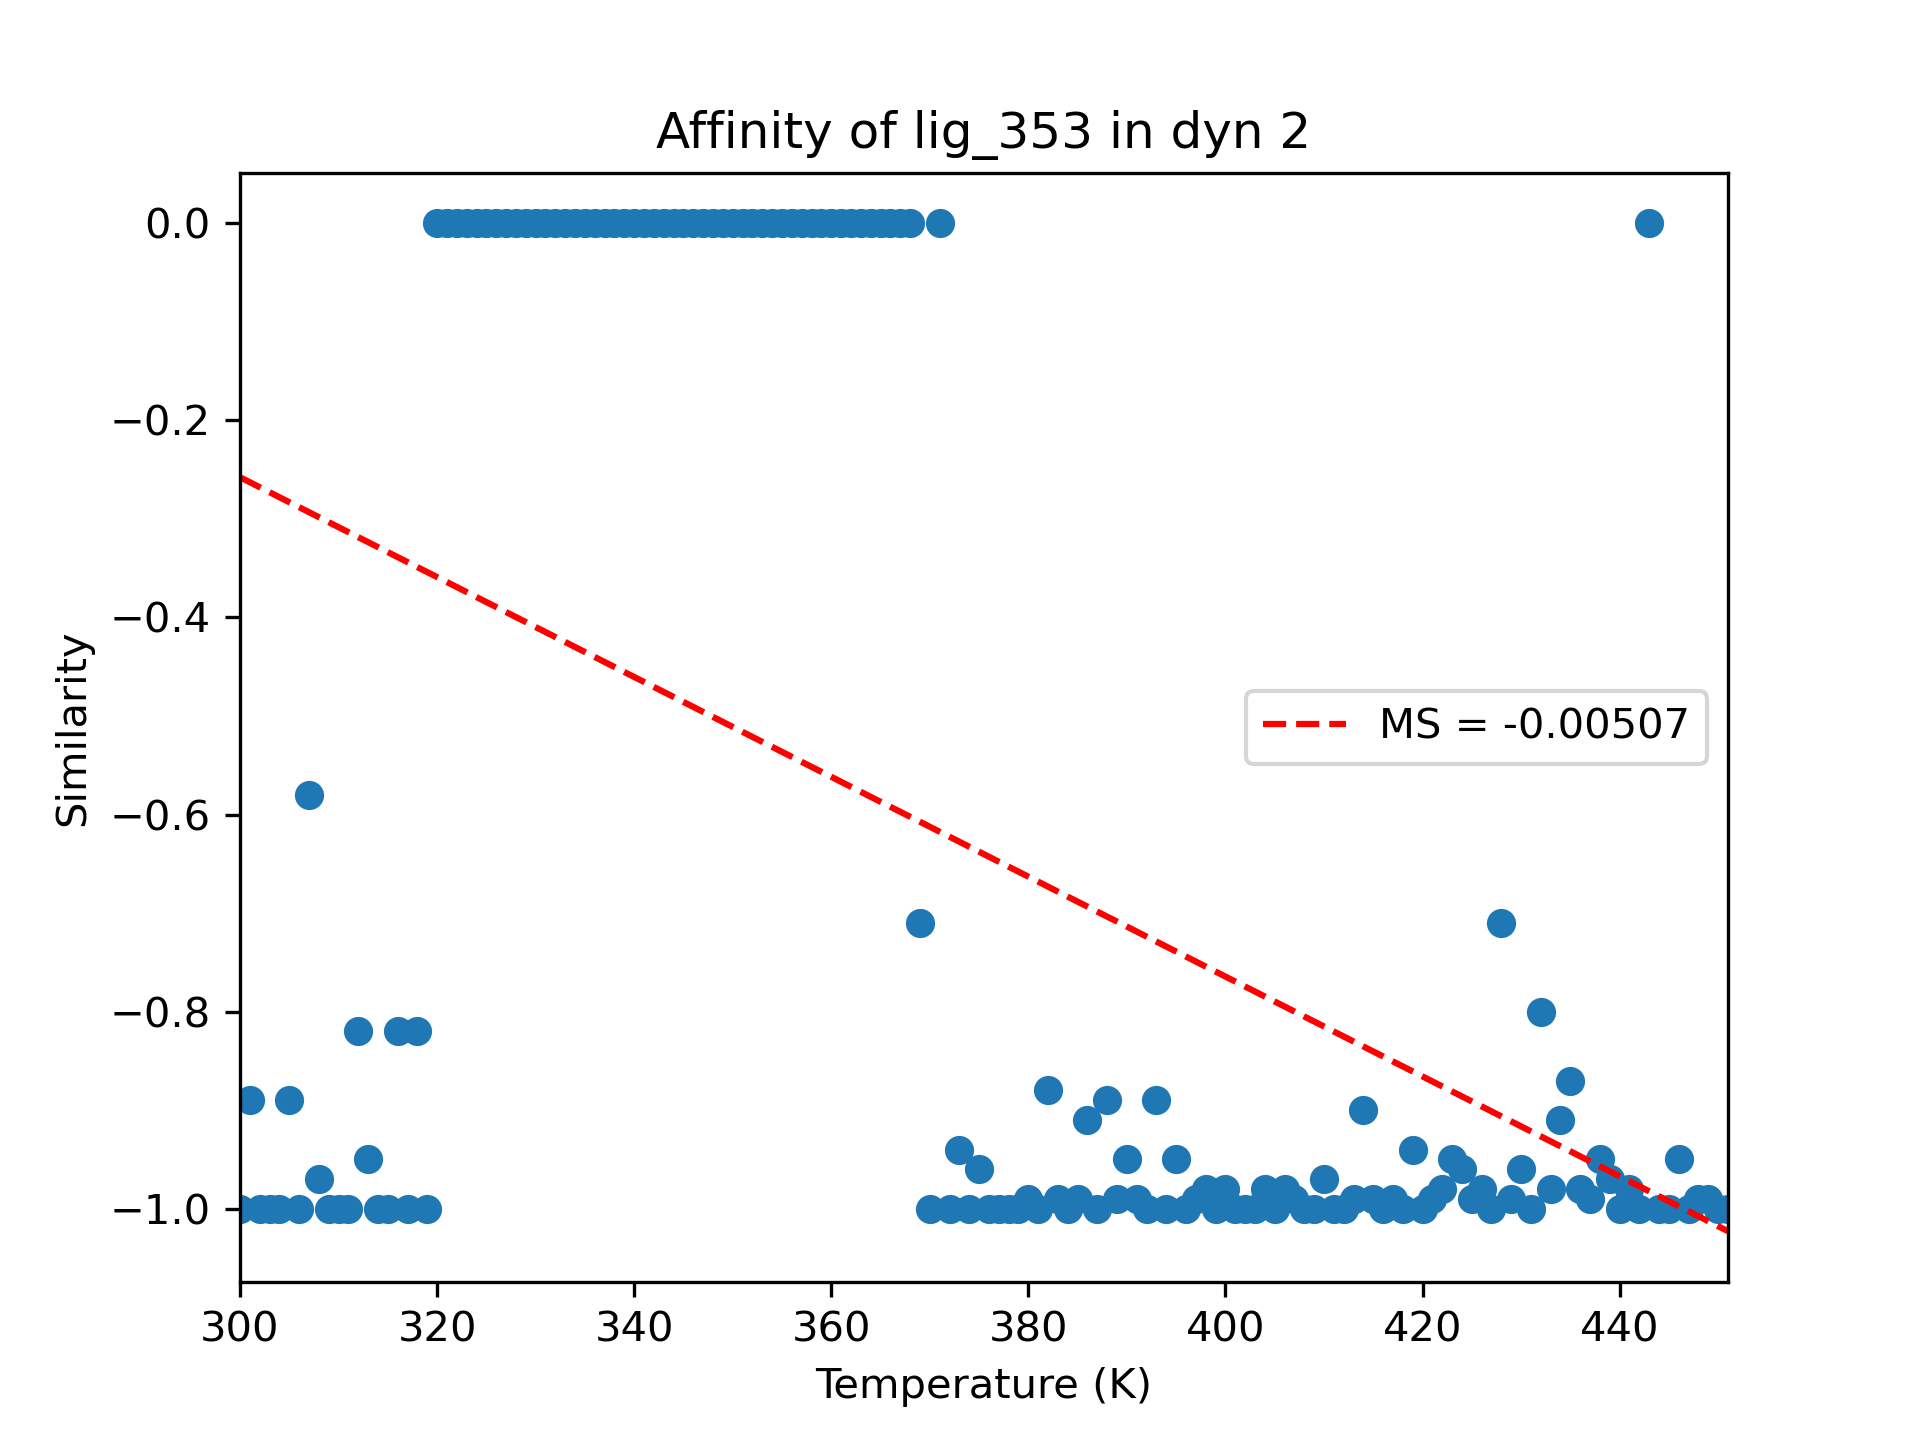 Affinity of lig_353 in dyn 2
0.0
−0.2
−0.4
−0.6
−0.8
−1.0
Similarity
MS = -0.00507
300 320 340 360 380 400 420 440
Temperature (K)